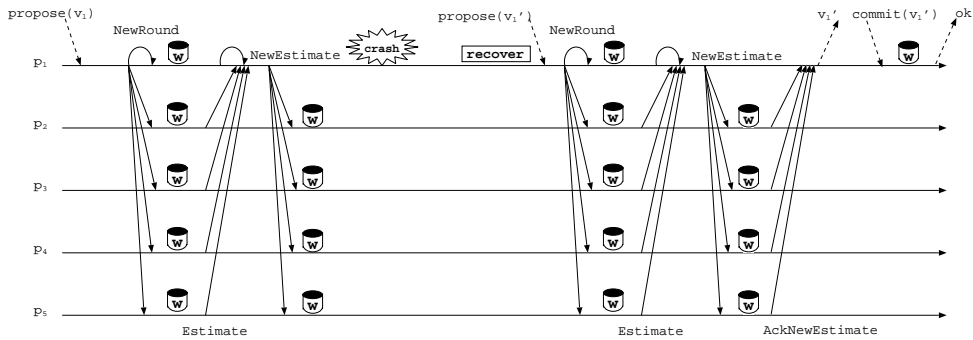 propose(v₁) propose(v₁') v₁' commit(v₁') ok
NewRound NewRound
W NewEstimate crash recover W NewEstimate W
p₁
p₂ W W W W
p₃ W W W W
p₄ W W W W
p₅ W W W W
Estimate Estimate AckNewEstimate